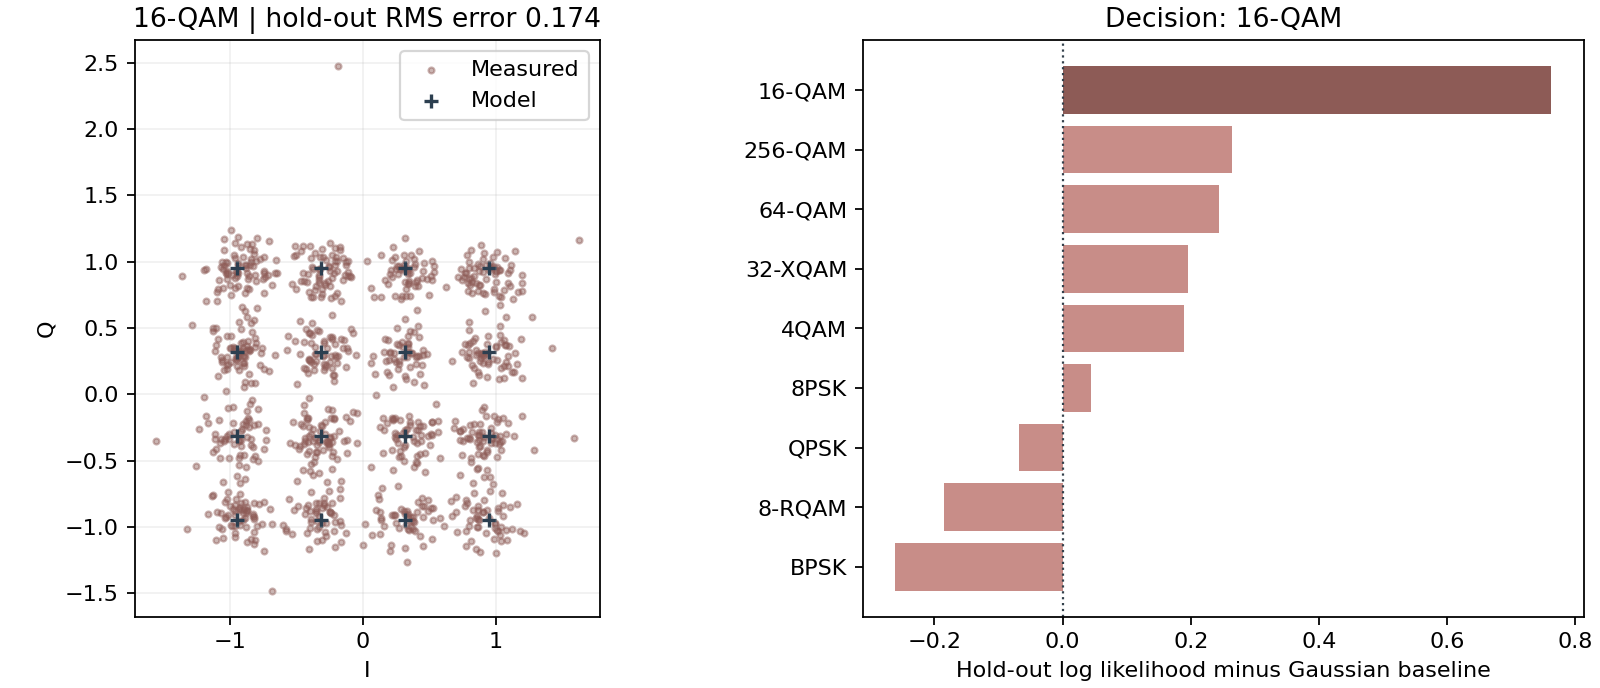 16-QAM | hold-out RMS error 0.174
Measured
Model
2.5
2.0
1.5
1.0
0.5
0.0
−0.5
−1.0
−1.5
Q
−1
0
1
I
Decision: 16-QAM
16-QAM
256-QAM
64-QAM
32-XQAM
4QAM
8PSK
QPSK
8-RQAM
BPSK
−0.2
0.0
0.2
0.4
0.6
0.8
Hold-out log likelihood minus Gaussian baseline